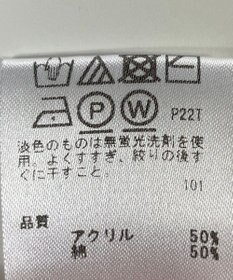 P
W
P22T
淡色のものは無蛍光洗剤を使
用、よくすすぎ、絞りの後す
ぐに干すこと。
101
品質
アクリル 50%
綿 50%